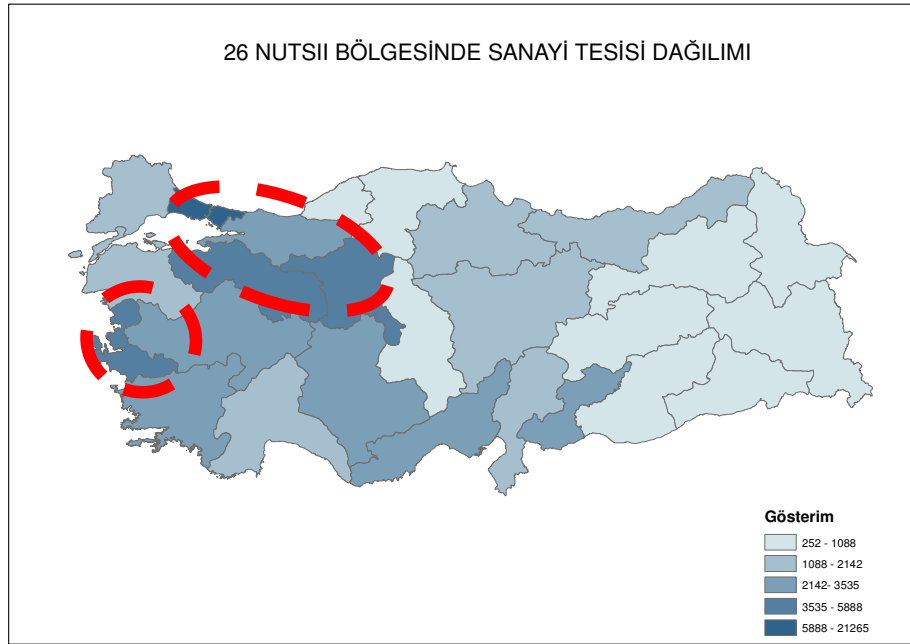 26 NUTSII BÖLGESİNDE SANAYİ TESİSİ DAĞILIMI
Gösterim
252 - 1088
1088 - 2142
2142- 3535
3535 - 5888
5888 - 21265